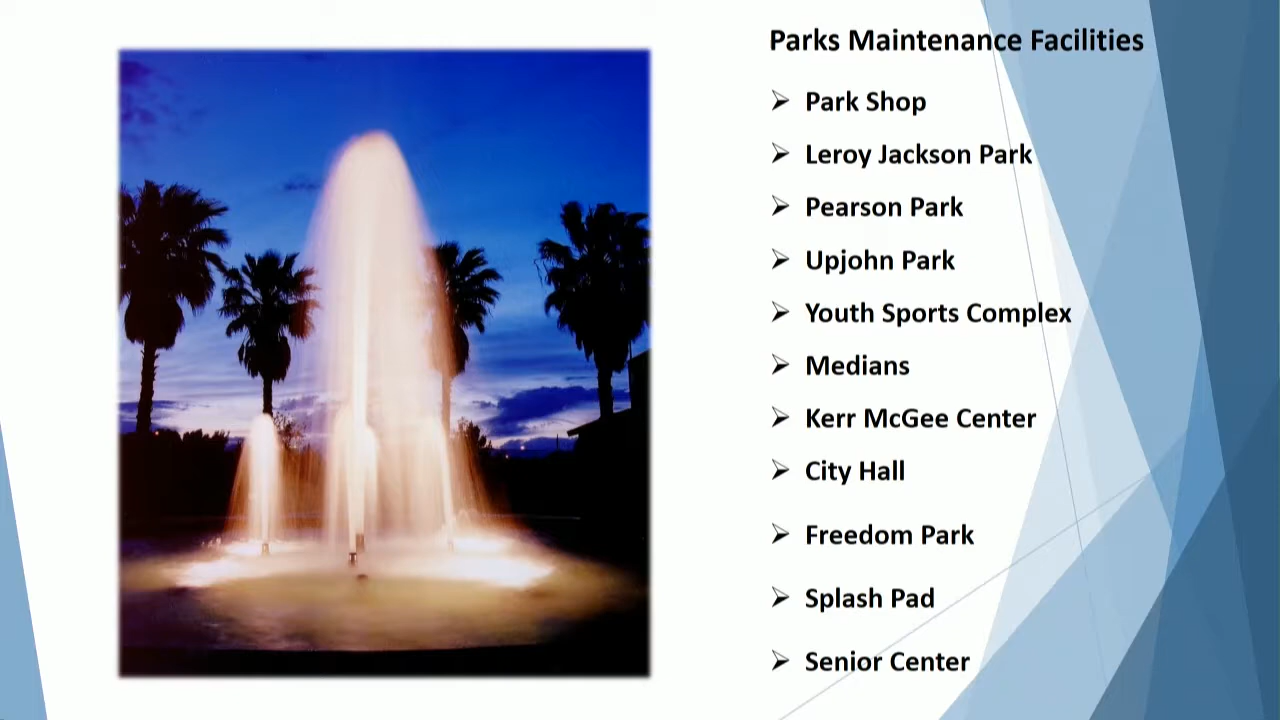 Parks Maintenance Facilities
Park Shop
Leroy Jackson Park
Pearson Park
Upjohn Park
Youth Sports Complex
Medians
Kerr McGee Center
City Hall
Freedom Park
Splash Pad
Senior Center